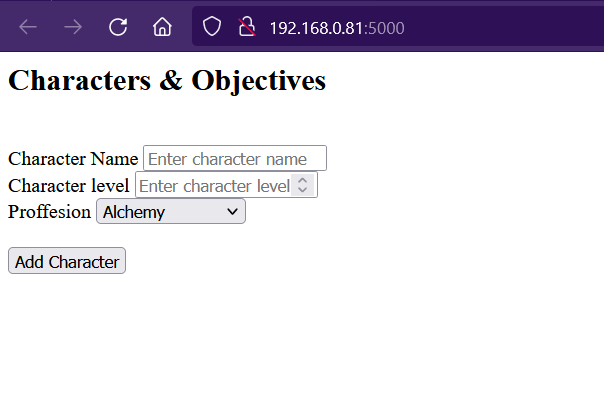 192.168.0.81:5000
Characters & Objectives
Character Name Enter character name
Character level Enter character level
Proffesion Alchemy
Add Character